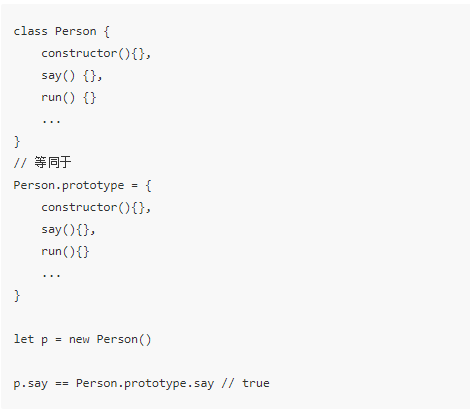 class Person {
    constructor(){},
    say() {},
    run() {}
    ...
}
// 等同于
Person.prototype = {
    constructor(){},
    say(){},
    run(){}
    ...
}
let p = new Person()
p.say == Person.prototype.say // true